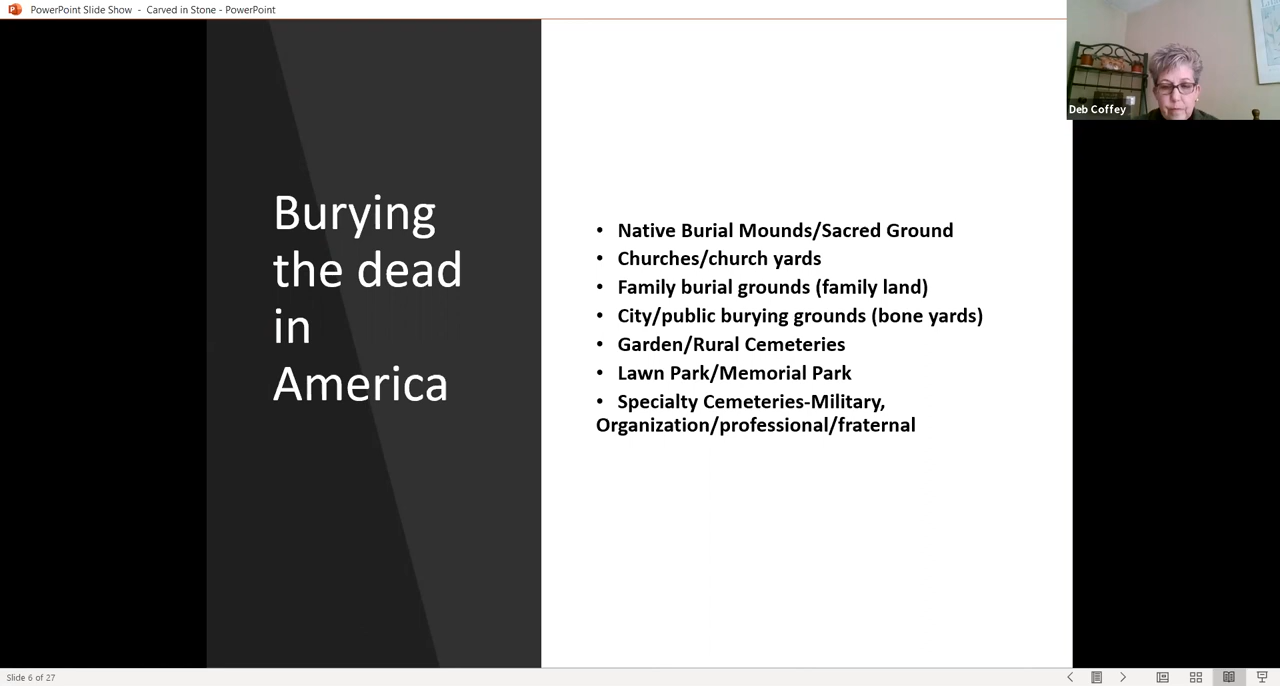 PowerPoint Slide Show - Carved in Stone - PowerPoint
Deb Coffey
Burying
the dead
in
America
• Native Burial Mounds/Sacred Ground
• Churches/church yards
• Family burial grounds (family land)
• City/public burying grounds (bone yards)
• Garden/Rural Cemeteries
• Lawn Park/Memorial Park
• Specialty Cemeteries-Military,
Organization/professional/fraternal
Slide 6 of 27